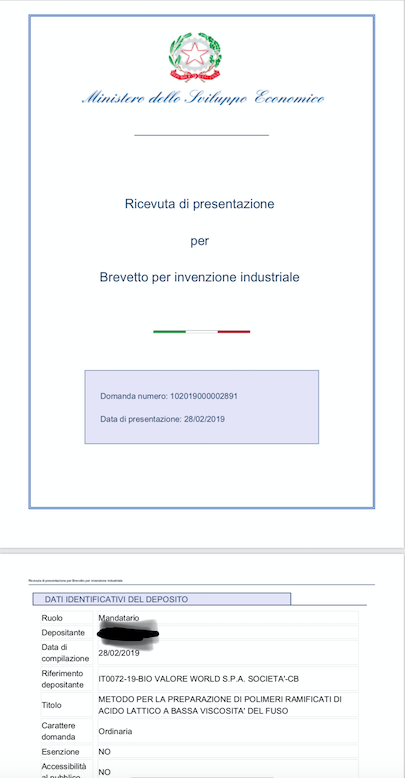 Ministero dello Sviluppo Economico
Ricevuta di presentazione
per
Brevetto per invenzione industriale
Domanda numero: 102019000002891
Data di presentazione: 28/02/2019
Ricevuta di presentazione per Brevetto per invenzione industriale
DATI IDENTIFICATIVI DEL DEPOSITO
Ruolo Mandatario
Depositante
Data di
compilazione 28/02/2019
Riferimento
depositante IT0072-19-BIO VALORE WORLD S.P.A. SOCIETA'-CB
Titolo METODO PER LA PREPARAZIONE DI POLIMERI RAMIFICATI DI
ACIDO LATTICO A BASSA VISCOSITA' DEL FUSO
Carattere
domanda Ordinaria
Esenzione NO
Accessibilità
al pubblico NO